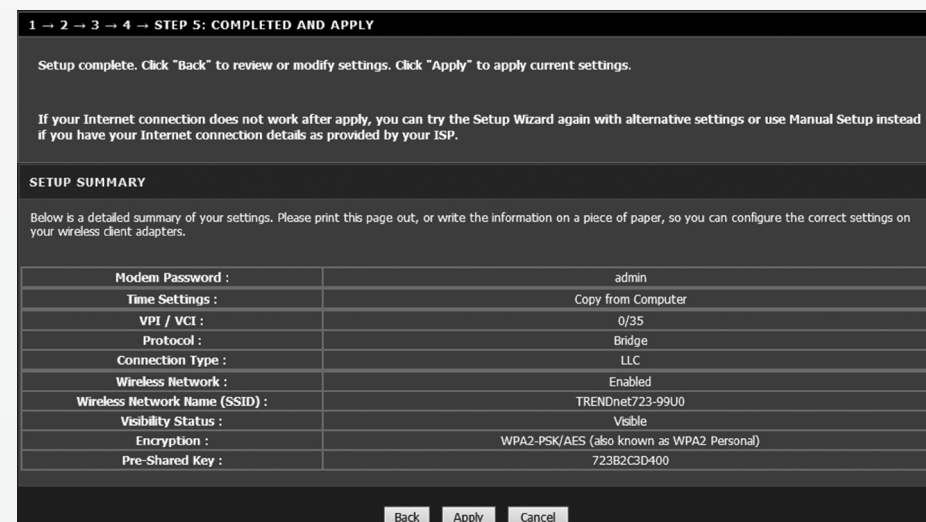 1 → 2 → 3 → 4 → STEP 5: COMPLETED AND APPLY
Setup complete. Click "Back" to review or modify settings. Click "Apply" to apply current settings.
If your Internet connection does not work after apply, you can try the Setup Wizard again with alternative settings or use Manual Setup instead
if you have your Internet connection details as provided by your ISP.
SETUP SUMMARY
Below is a detailed summary of your settings. Please print this page out, or write the information on a piece of paper, so you can configure the correct settings on
your wireless client adapters.
Modem Password : admin
Time Settings : Copy from Computer
VPI / VCI : 0/35
Protocol : Bridge
Connection Type : LLC
Wireless Network : Enabled
Wireless Network Name (SSID) : TRENDnet723-99U0
Visibility Status : Visible
Encryption : WPA2-PSK/AES (also known as WPA2 Personal)
Pre-Shared Key : 723B2C3D400
Back Apply Cancel